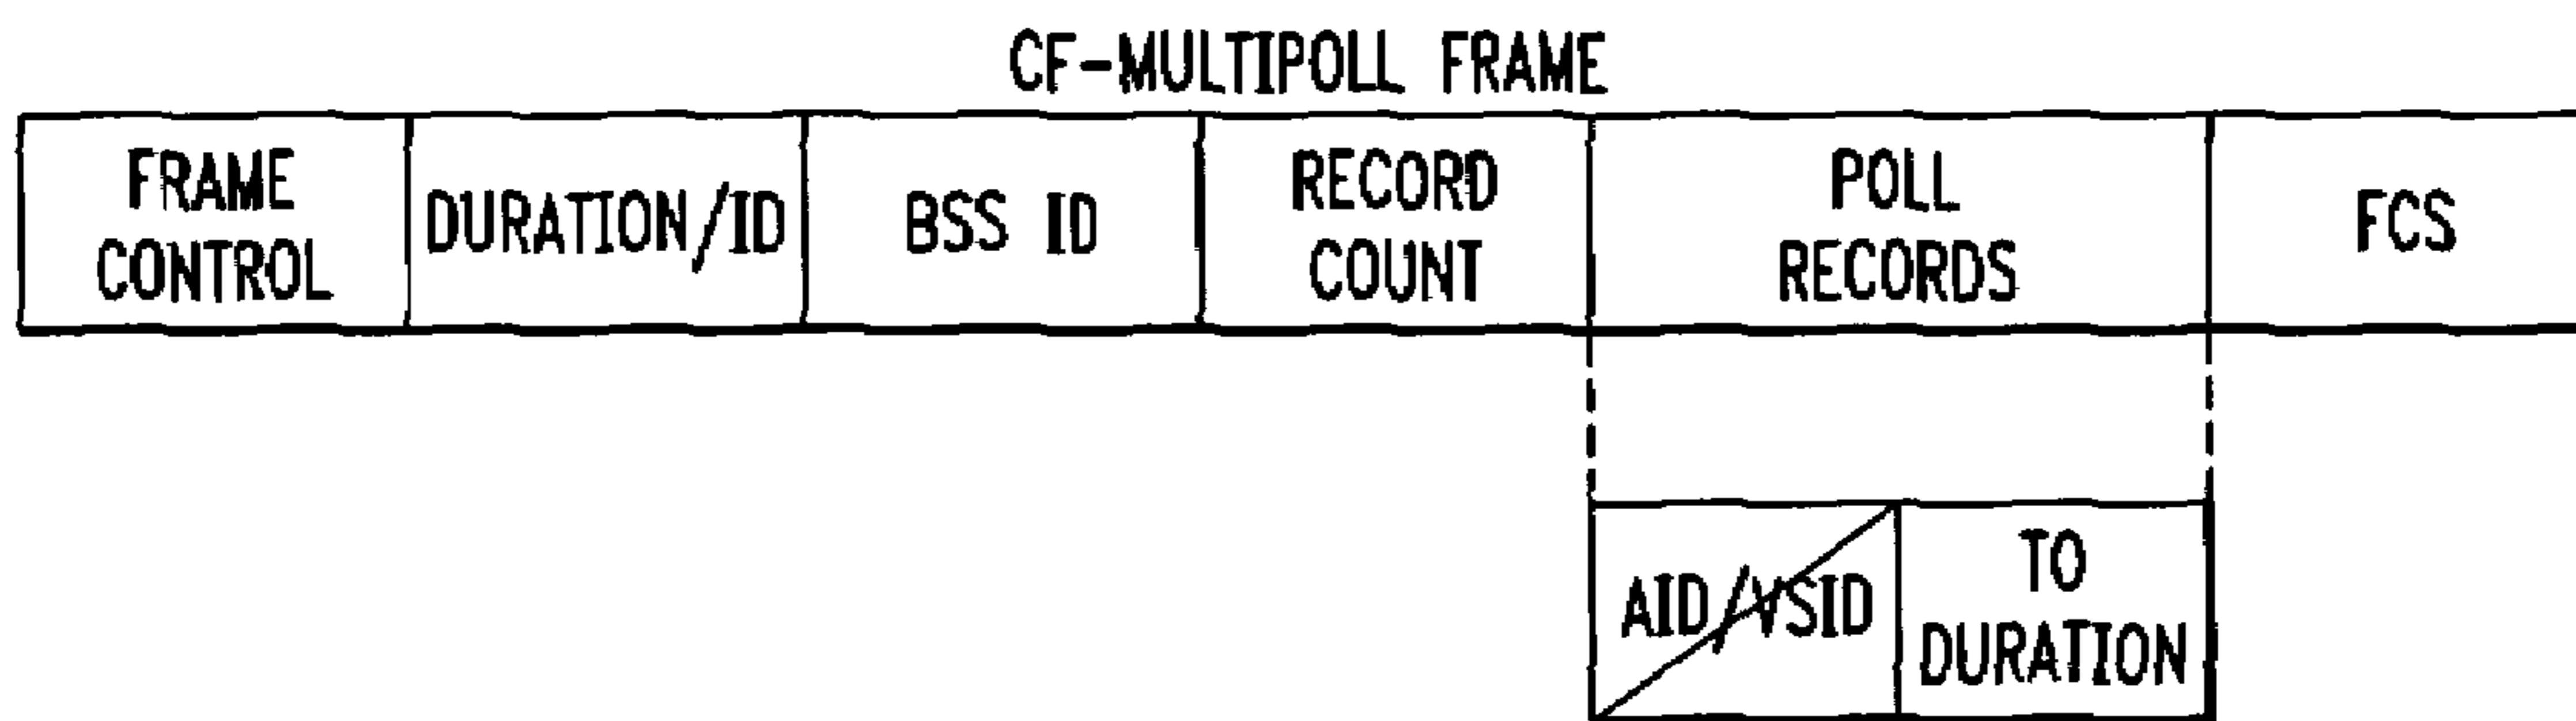 CF-MULTIPOLL FRAME
FRAME
CONTROL
DURATION/ID
BSS ID
RECORD
COUNT
POLL
RECORDS
FCS
AID/VSID
TO
DURATION